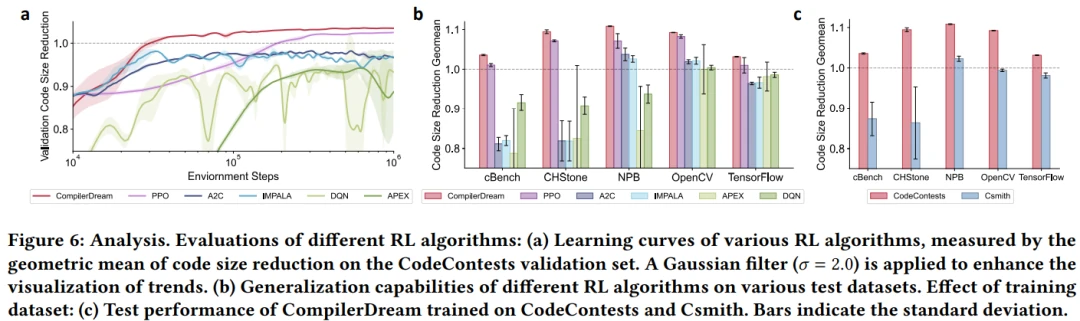 a
Validation Code Size Reduction
1.0
0.9
0.8
10^4
10^5
10^6
Enviornment Steps
CompilerDream PPO A2C IMPALA DQN APEX
b
Code Size Reduction Geomean
1.1
1.0
0.9
0.8
cBench CHStone NPB OpenCV TensorFlow
CompilerDream PPO A2C IMPALA APEX DQN
c
Code Size Reduction Geomean
1.1
1.0
0.9
0.8
cBench CHStone NPB OpenCV TensorFlow
CodeContests Csmith
Figure 6: Analysis. Evaluations of different RL algorithms: (a) Learning curves of various RL algorithms, measured by the
geometric mean of code size reduction on the CodeContests validation set. A Gaussian filter (σ = 2.0) is applied to enhance the
visualization of trends. (b) Generalization capabilities of different RL algorithms on various test datasets. Effect of training
dataset: (c) Test performance of CompilerDream trained on CodeContests and Csmith. Bars indicate the standard deviation.